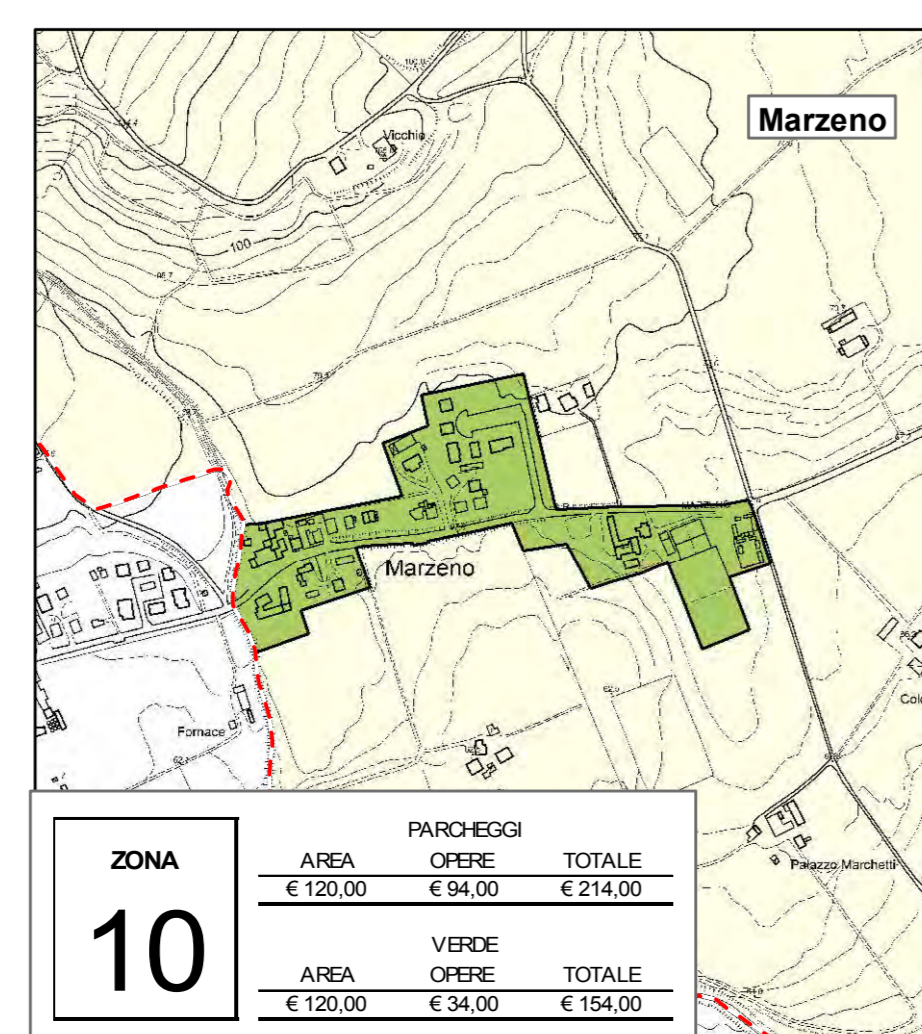 Marzeno
Vicchio
100
Marzeno
Fornace
Palazzo Marchetti
ZONA
10
PARCHEGGI
AREA OPERE TOTALE
€ 120,00 € 94,00 € 214,00
VERDE
AREA OPERE TOTALE
€ 120,00 € 34,00 € 154,00